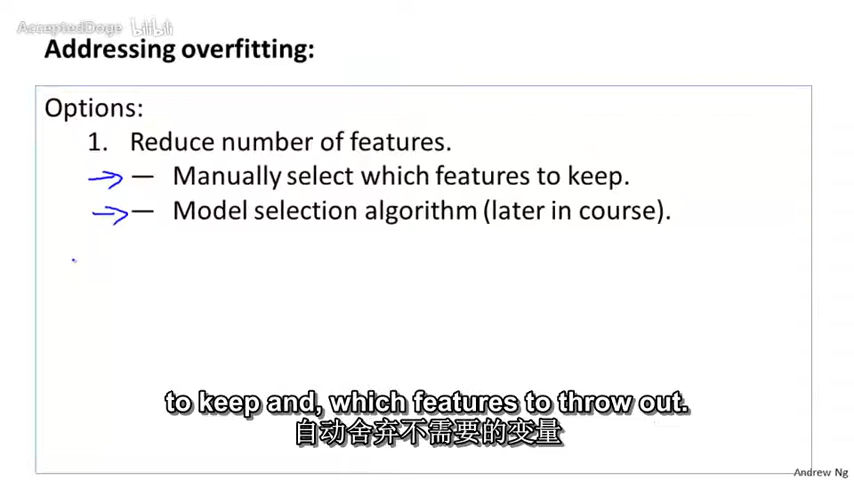 AcceptedDoge bilibili
Addressing overfitting:
Options:
1. Reduce number of features.
— Manually select which features to keep.
— Model selection algorithm (later in course).
to keep and, which features to throw out.
自动舍弃不需要的变量
Andrew Ng